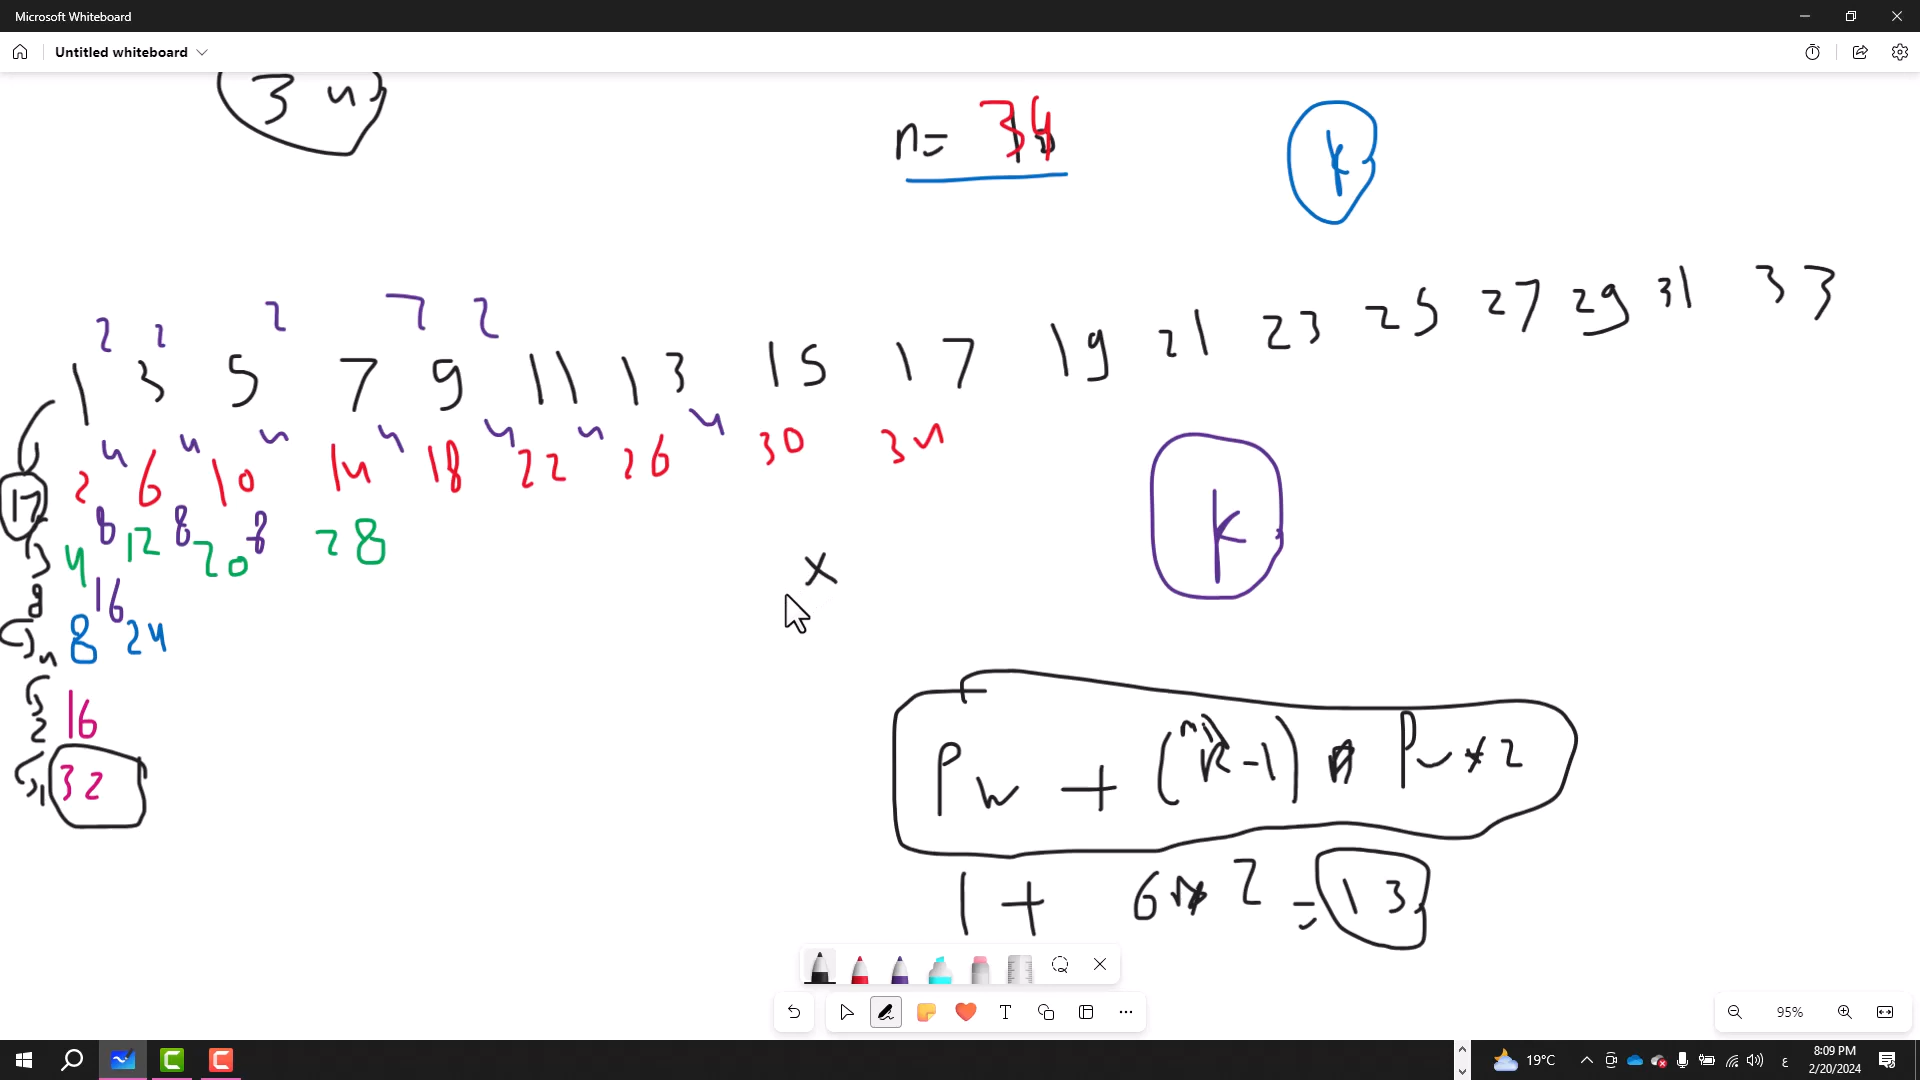 Microsoft Whiteboard
Untitled whiteboard
3 n
n= 34
k
2 2 2 2 2
1 3 5 7 9 11 13 15 17 19 21 23 25 27 29 31 33
4 4 4 4 4 4 4
2 6 10 14 18 22 26 30 34
17
8 8 8
4 12 20 28
k
x
16
8 24
4
16
2
32
1
Pw + (k-1) * Pw * 2
1 + 6 * 2 = 13
95%
19°C
ع
8:09 PM
2/20/2024